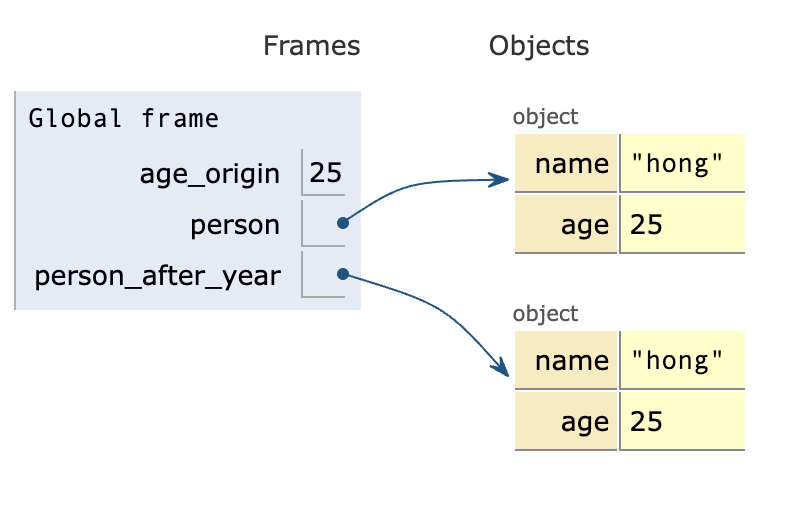 Frames Objects
Global frame
age_origin 25
person
person_after_year
object
name "hong"
age 25
object
name "hong"
age 25